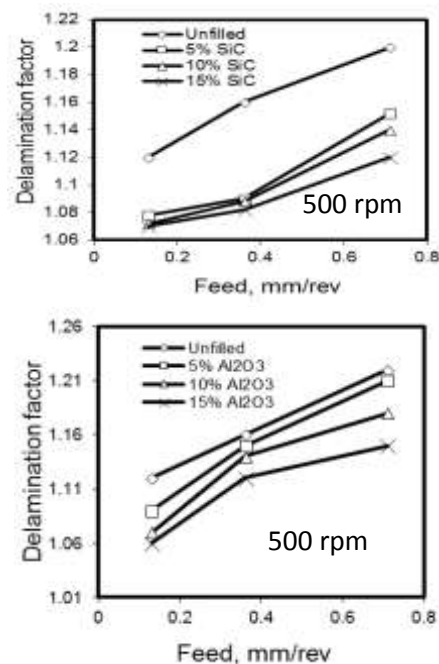 1.22
1.2
1.18
1.16
1.14
1.12
1.1
1.08
1.06
Delamination factor
Unfilled
5% SiC
10% SiC
15% SiC
500 rpm
0 0.2 0.4 0.6 0.8
Feed, mm/rev
1.26
1.21
1.16
1.11
1.06
1.01
Delamination factor
Unfilled
5% Al2O3
10% Al2O3
15% Al2O3
500 rpm
0 0.2 0.4 0.6 0.8
Feed, mm/rev